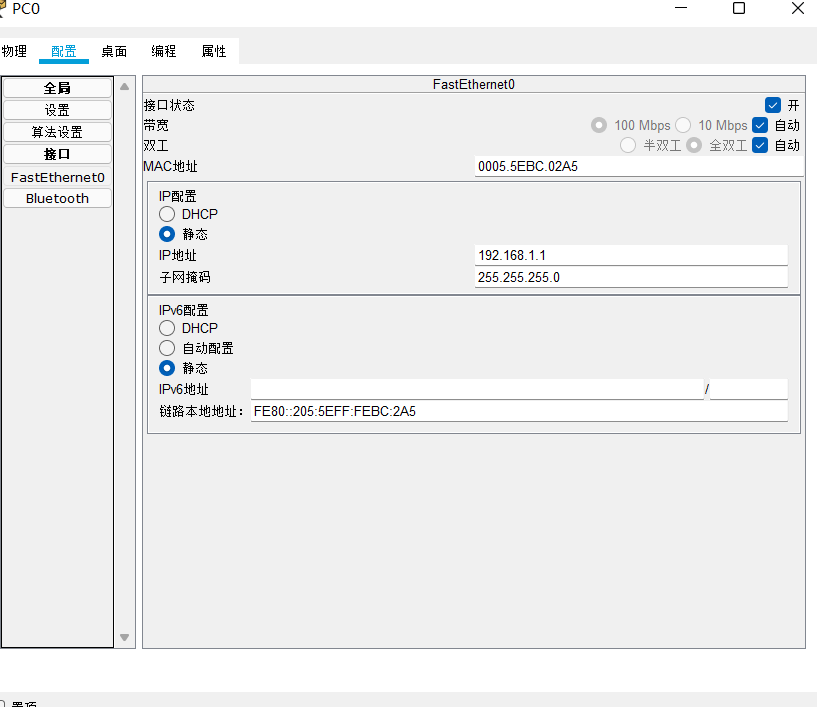 PC0
物理 配置 桌面 编程 属性
全局
设置
算法设置
接口
FastEthernet0
Bluetooth
FastEthernet0
接口状态 开
带宽 100 Mbps 10 Mbps 自动
双工 半双工 全双工 自动
MAC地址 0005.5EBC.02A5
IP配置
DHCP
静态
IP地址 192.168.1.1
子网掩码 255.255.255.0
IPv6配置
DHCP
自动配置
静态
IPv6地址 /
链路本地地址: FE80::205:5EFF:FEBC:2A5
置顶